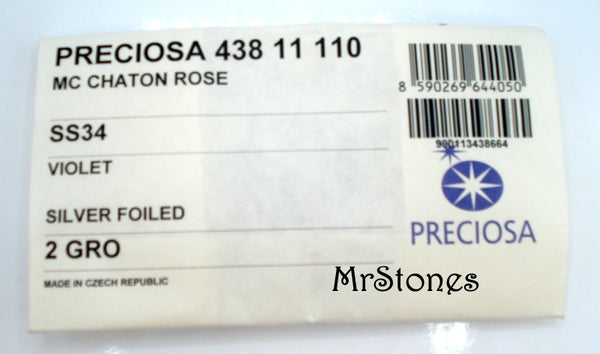 PRECIOSA 438 11 110
MC CHATON ROSE
8 590269 644050
SS34
990113438664
VIOLET
SILVER FOILED
PRECIOSA
2 GRO
MADE IN CZECH REPUBLIC
MrStones